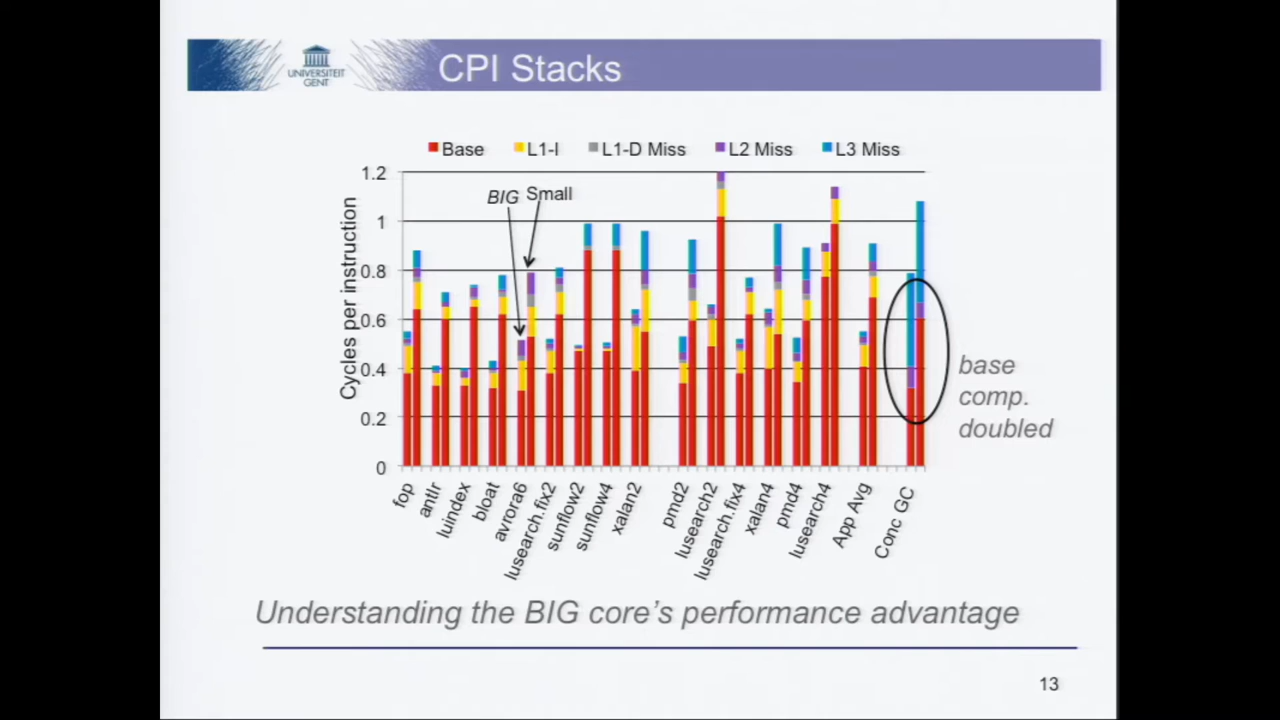 UNIVERSITEIT
GENT
CPI Stacks
Base L1-I L1-D Miss L2 Miss L3 Miss
Cycles per instruction
1.2
1
0.8
0.6
0.4
0.2
0
BIG Small
base
comp.
doubled
fop
antlr
luindex
bloat
avrora6
lusearch.fix2
sunflow2
sunflow4
xalan2
pmd2
lusearch2
lusearch.fix4
xalan4
pmd4
lusearch4
App Avg
Conc GC
Understanding the BIG core's performance advantage
13